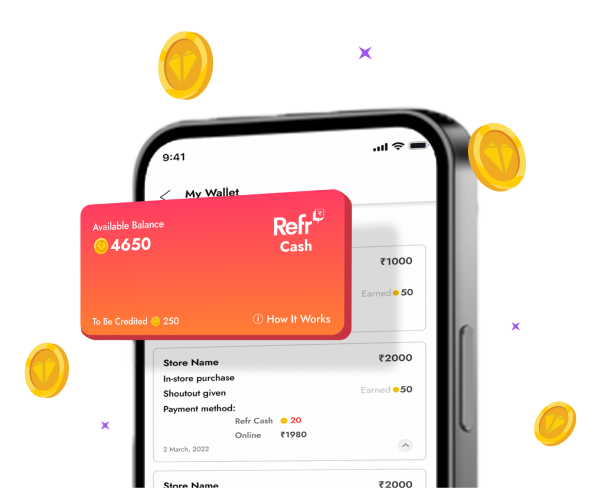 9:41
My Wallet
Available Balance
4650
Refr
Cash
To Be Credited 250
i How It Works
₹1000
Earned 50
Store Name ₹2000
In-store purchase
Shoutout given Earned 50
Payment method:
Refr Cash 20
Online ₹1980
2 March, 2022
Store Name ₹2000